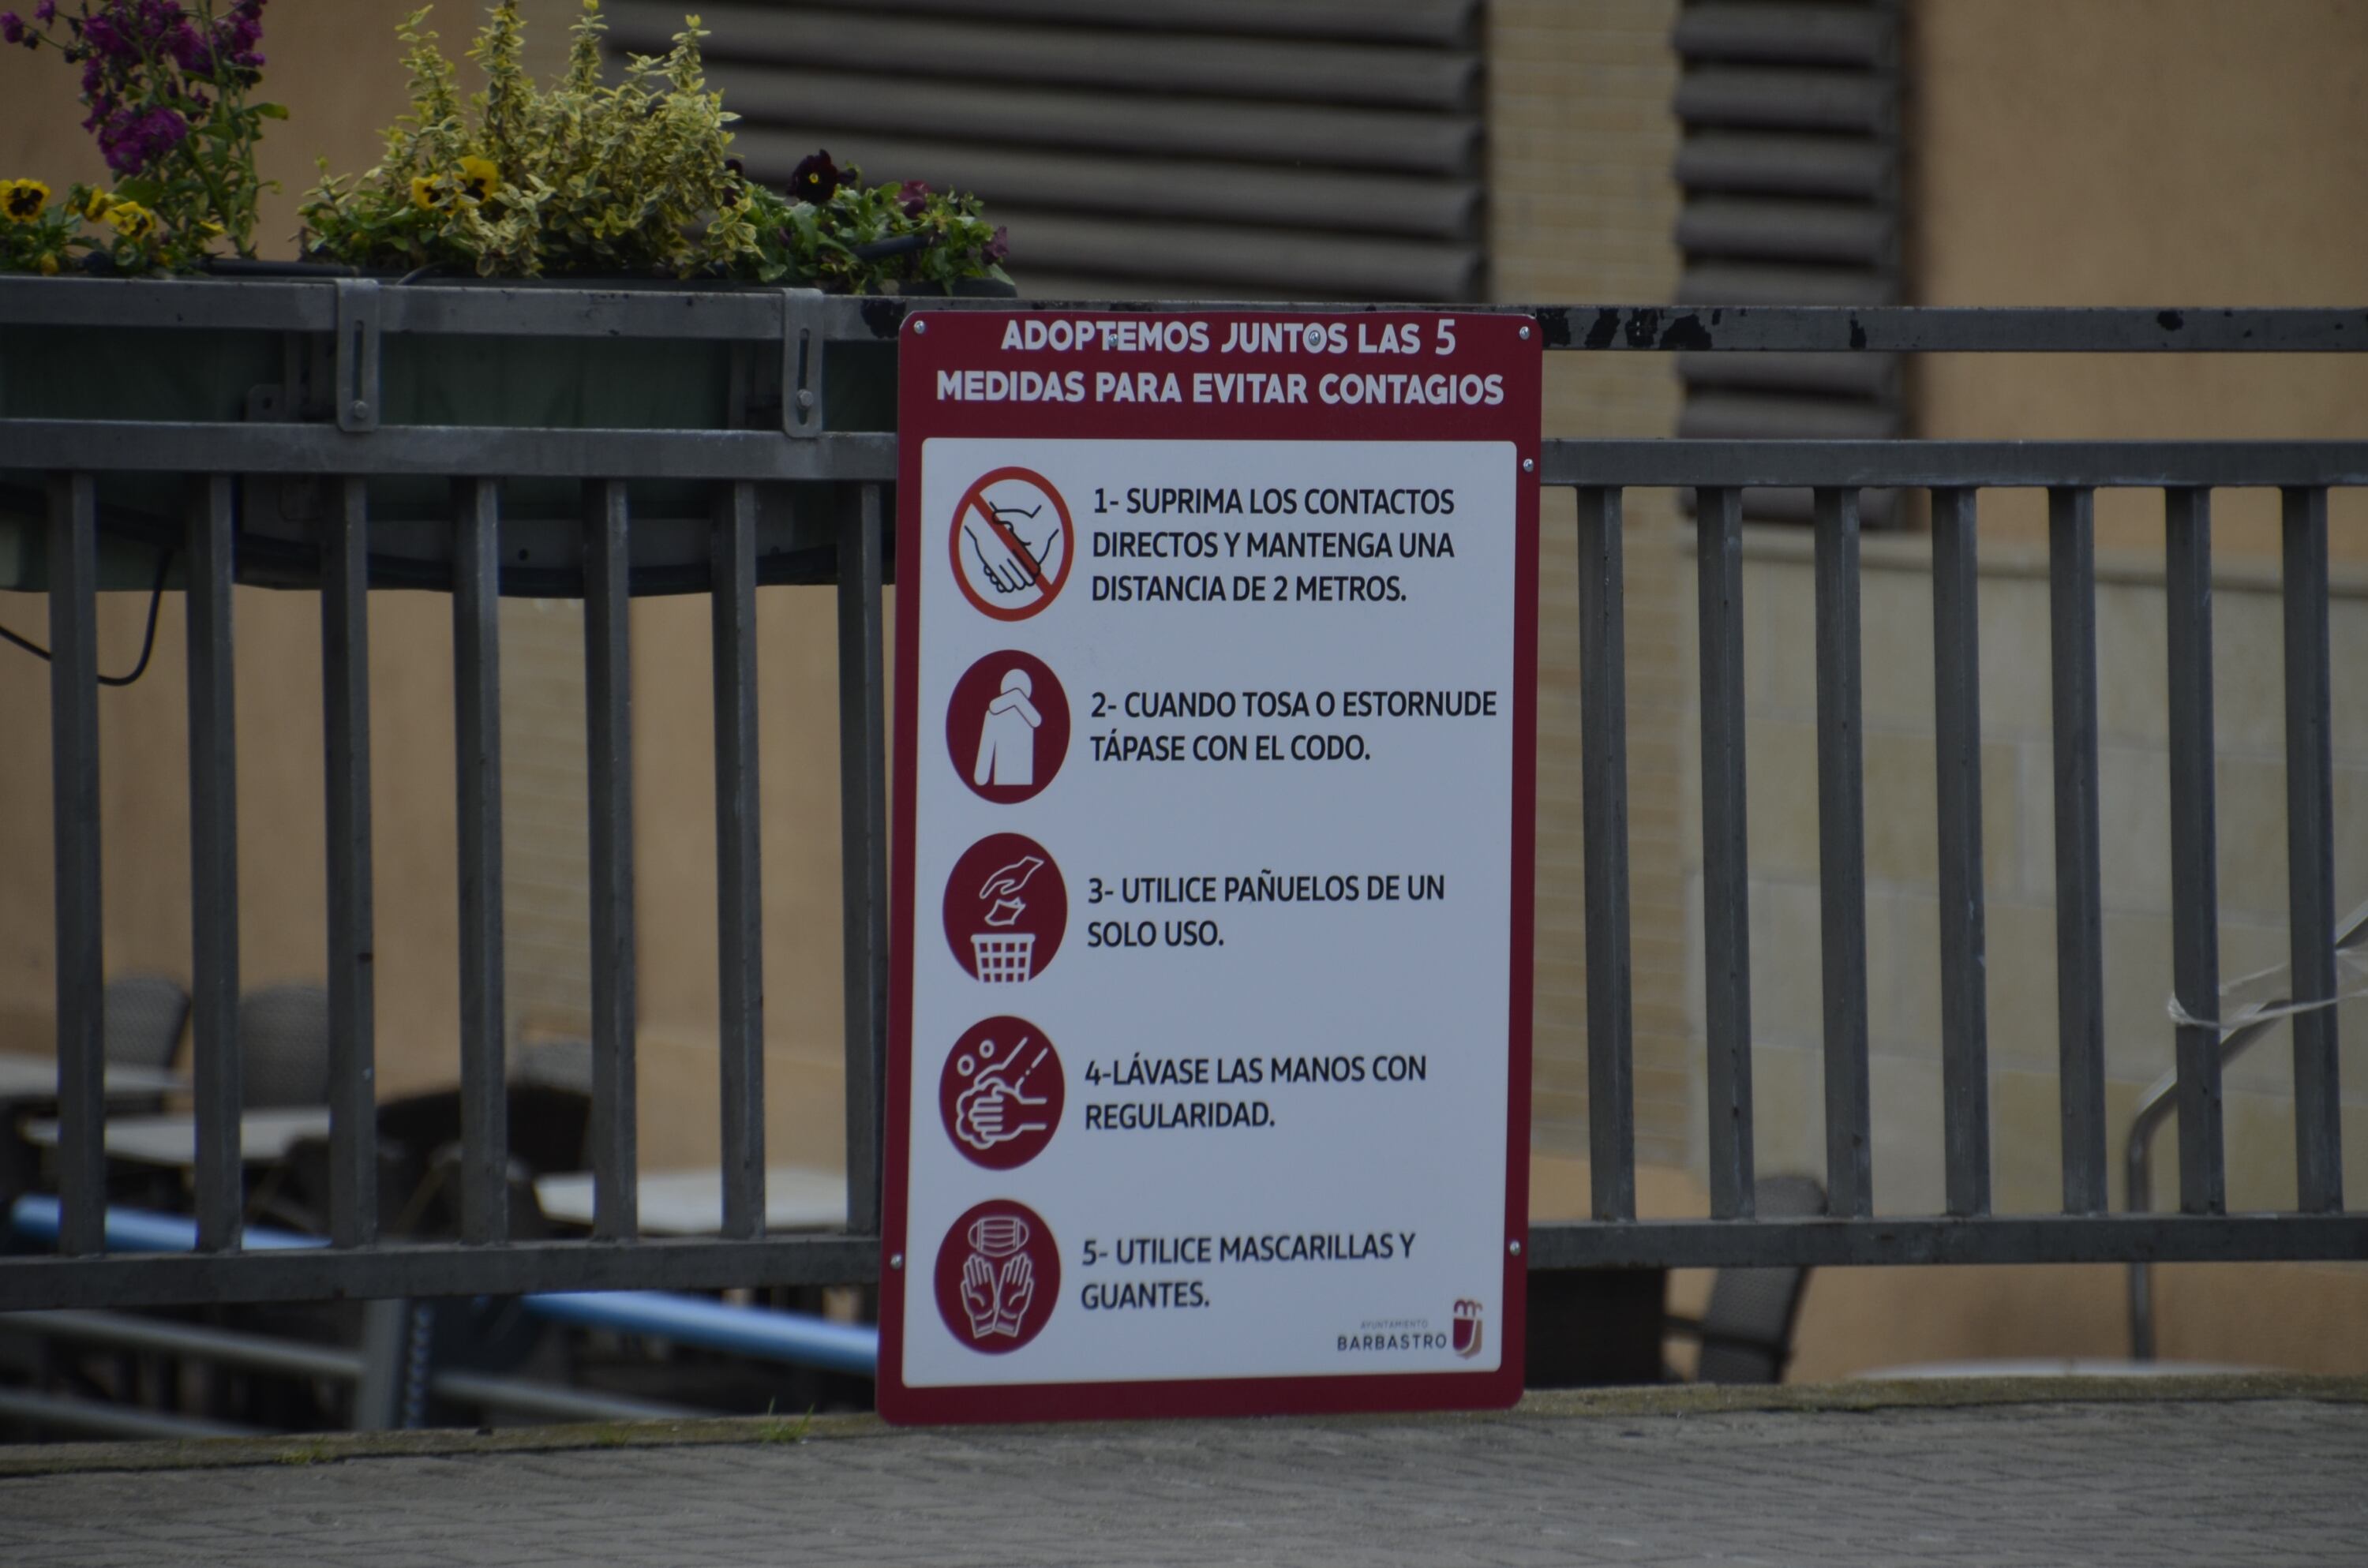 ADOPTEMOS JUNTOS LAS 5
MEDIDAS PARA EVITAR CONTAGIOS
1- SUPRIMA LOS CONTACTOS
DIRECTOS Y MANTENGA UNA
DISTANCIA DE 2 METROS.
2- CUANDO TOSA O ESTORNUDE
TÁPASE CON EL CODO.
3- UTILICE PAÑUELOS DE UN
SOLO USO.
4-LÁVASE LAS MANOS CON
REGULARIDAD.
5- UTILICE MASCARILLAS Y
GUANTES.
AYUNTAMIENTO
BARBASTRO